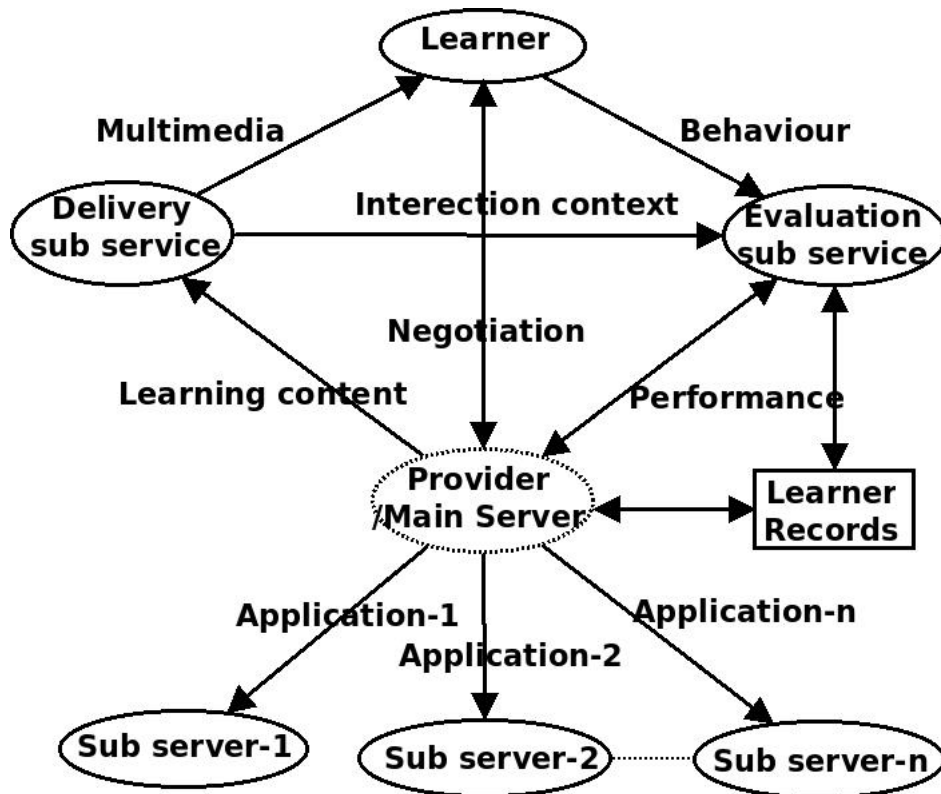 Learner
Multimedia
Behaviour
Delivery
sub service
Interection context
Evaluation
sub service
Negotiation
Learning content
Performance
Provider
/Main Server
Learner
Records
Application-1
Application-2
Application-n
Sub server-1
Sub server-2
Sub server-n